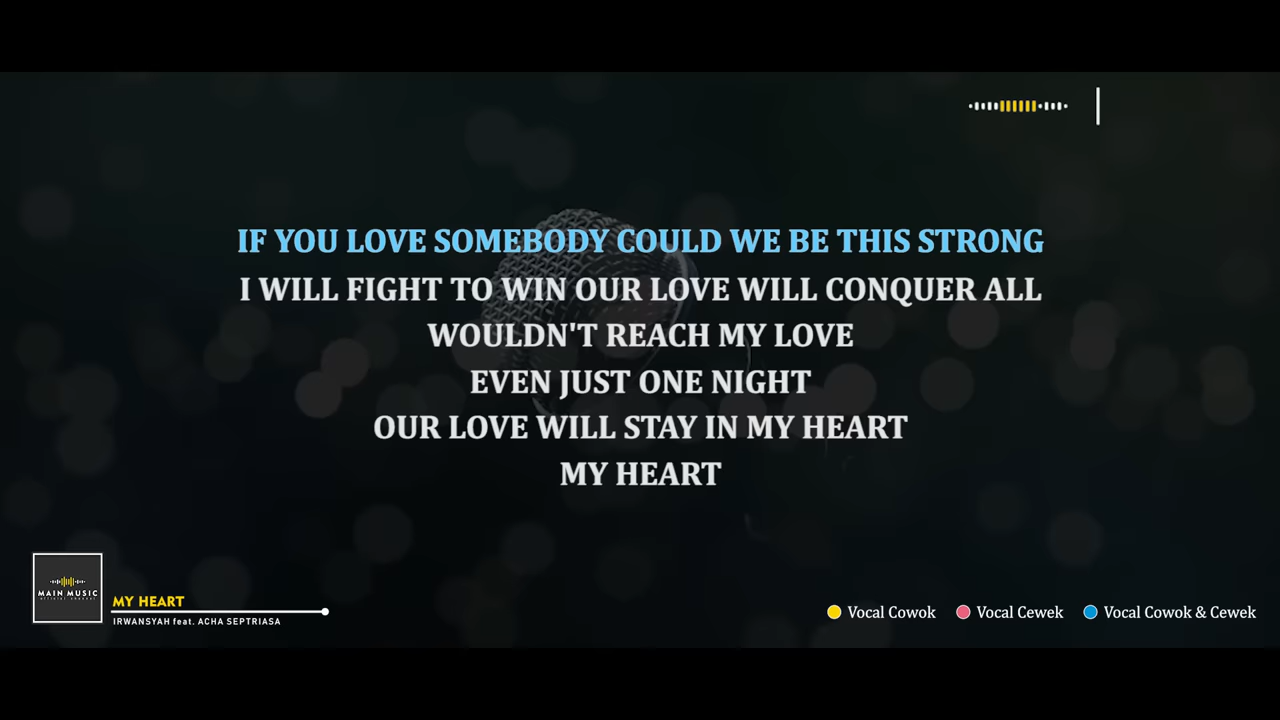 IF YOU LOVE SOMEBODY COULD WE BE THIS STRONG
I WILL FIGHT TO WIN OUR LOVE WILL CONQUER ALL
WOULDN'T REACH MY LOVE
EVEN JUST ONE NIGHT
OUR LOVE WILL STAY IN MY HEART
MY HEART
MAIN MUSIC
MY HEART
IRWANSYAH feat. ACHA SEPTRIASA
Vocal Cowok
Vocal Cewek
Vocal Cowok & Cewek